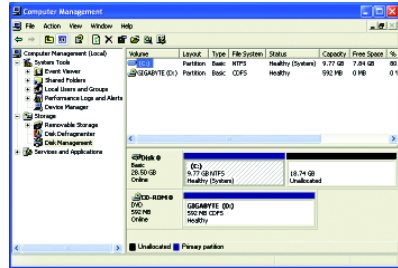 Computer Management
File Action View Window Help
Computer Management (Local)
System Tools
Event Viewer
Shared Folders
Local Users and Groups
Performance Logs and Alerts
Device Manager
Storage
Removable Storage
Disk Defragmenter
Disk Management
Services and Applications
Volume Layout Type File System Status Capacity Free Space %
(C:) Partition Basic NTFS Healthy (System) 9.77 GB 7.84 GB 80
GIGABYTE (D:) Partition Basic CDFS Healthy 592 MB 0 MB 0 %
Disk 0
Basic
28.50 GB
Online
(C:)
9.77 GB NTFS
Healthy (System)
18.74 GB
Unallocated
CD-ROM 0
DVD
592 MB
Online
GIGABYTE (D:)
592 MB CDFS
Healthy
Unallocated Primary partition